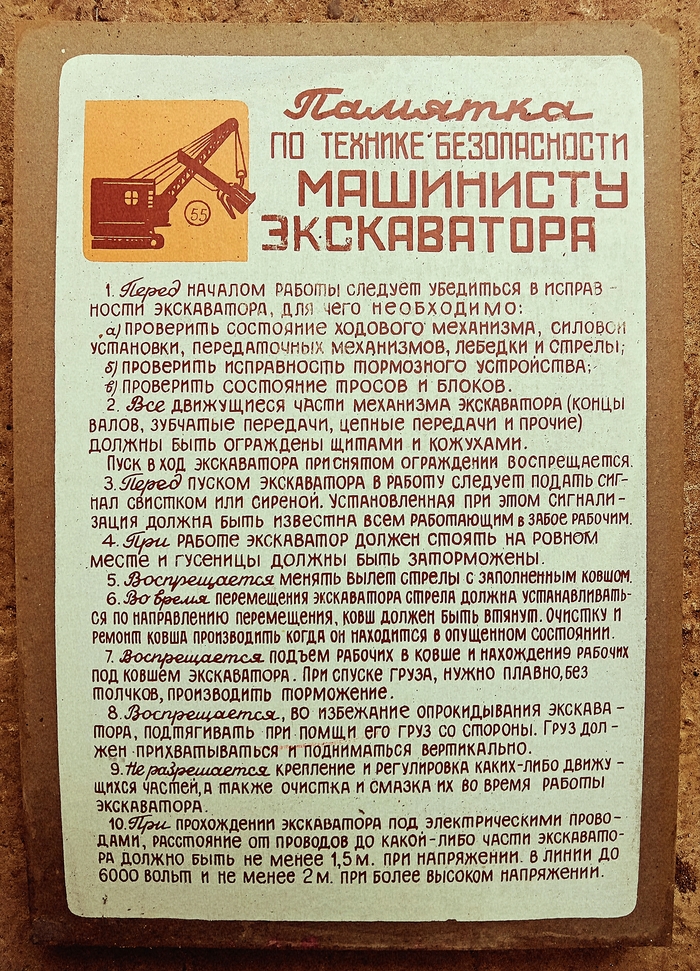 Памятка
ПО ТЕХНИКЕ БЕЗОПАСНОСТИ
МАШИНИСТУ
ЭКСКАВАТОРА
55
1. Перед НАЧАЛОМ РАБОТЫ СЛЕДУЕТ УБЕДИТЬСЯ В ИСПРАВ-
НОСТИ ЭКСКАВАТОРА, ДЛЯ ЧЕГО НЕОБХОДИМО:
а) ПРОВЕРИТЬ СОСТОЯНИЕ ХОДОВОГО МЕХАНИЗМА, СИЛОВОЙ
УСТАНОВКИ, ПЕРЕДАТОЧНЫХ МЕХАНИЗМОВ, ЛЕБЕДКИ И СТРЕЛЫ;
б) ПРОВЕРИТЬ ИСПРАВНОСТЬ ТОРМОЗНОГО УСТРОЙСТВА;
в) ПРОВЕРИТЬ СОСТОЯНИЕ ТРОСОВ И БЛОКОВ.
2. Все ДВИЖУЩИЕСЯ ЧАСТИ МЕХАНИЗМА ЭКСКАВАТОРА (КОНЦЫ
ВАЛОВ, ЗУБЧАТЫЕ ПЕРЕДАЧИ, ЦЕПНЫЕ ПЕРЕДАЧИ И ПРОЧИЕ)
ДОЛЖНЫ БЫТЬ ОГРАЖДЕНЫ ЩИТАМИ И КОЖУХАМИ.
ПУСК В ХОД ЭКСКАВАТОРА ПРИ СНЯТОМ ОГРАЖДЕНИИ ВОСПРЕЩАЕТСЯ.
3. Перед ПУСКОМ ЭКСКАВАТОРА В РАБОТУ СЛЕДУЕТ ПОДАТЬ СИГ-
НАЛ СВИСТКОМ ИЛИ СИРЕНОЙ. УСТАНОВЛЕННАЯ ПРИ ЭТОМ СИГНАЛИ-
ЗАЦИЯ ДОЛЖНА БЫТЬ ИЗВЕСТНА ВСЕМ РАБОТАЮЩИМ В ЗАБОЕ РАБОЧИМ.
4. При РАБОТЕ ЭКСКАВАТОР ДОЛЖЕН СТОЯТЬ НА РОВНОМ
МЕСТЕ И ГУСЕНИЦЫ ДОЛЖНЫ БЫТЬ ЗАТОРМОЖЕНЫ.
5. Воспрещается МЕНЯТЬ ВЫЛЕТ СТРЕЛЫ С ЗАПОЛНЕННЫМ КОВШОМ.
6. Во время ПЕРЕМЕЩЕНИЯ ЭКСКАВАТОРА СТРЕЛА ДОЛЖНА УСТАНАВЛИВАТЬ-
СЯ ПО НАПРАВЛЕНИЮ ПЕРЕМЕЩЕНИЯ, КОВШ ДОЛЖЕН БЫТЬ ВТЯНУТ. ОЧИСТКУ И
РЕМОНТ КОВША ПРОИЗВОДИТЬ КОГДА ОН НАХОДИТСЯ В ОПУЩЕННОМ СОСТОЯНИИ.
7. Воспрещается ПОДЪЕМ РАБОЧИХ В КОВШЕ И НАХОЖДЕНИЯ РАБОЧИХ
ПОД КОВШЕМ ЭКСКАВАТОРА. ПРИ СПУСКЕ ГРУЗА, НУЖНО ПЛАВНО, БЕЗ
ТОЛЧКОВ, ПРОИЗВОДИТЬ ТОРМОЖЕНИЕ.
8. Воспрещается, ВО ИЗБЕЖАНИЕ ОПРОКИДЫВАНИЯ ЭКСКАВА-
ТОРА, ПОДТЯГИВАТЬ ПРИ ПОМЩИ ЕГО ГРУЗ СО СТОРОНЫ. ГРУЗ ДОЛ-
ЖЕН ПРИХВАТЫВАТЬСЯ И ПОДНИМАТЬСЯ ВЕРТИКАЛЬНО.
9. Не разрешается КРЕПЛЕНИЕ И РЕГУЛИРОВКА КАКИХ-ЛИБО ДВИЖУ-
ЩИХСЯ ЧАСТЕЙ, А ТАКЖЕ ОЧИСТКА И СМАЗКА ИХ ВО ВРЕМЯ РАБОТЫ
ЭКСКАВАТОРА.
10. При ПРОХОЖДЕНИИ ЭКСКАВАТОРА ПОД ЭЛЕКТРИЧЕСКИМИ ПРОВО-
ДАМИ, РАССТОЯНИЕ ОТ ПРОВОДОВ ДО КАКОЙ-ЛИБО ЧАСТИ ЭКСКАВАТО-
РА ДОЛЖНО БЫТЬ НЕ МЕНЕЕ 1,5 М. ПРИ НАПРЯЖЕНИИ. В ЛИНИИ ДО
6000 ВОЛЬТ И НЕ МЕНЕЕ 2 М. ПРИ БОЛЕЕ ВЫСОКОМ НАПРЯЖЕНИИ.